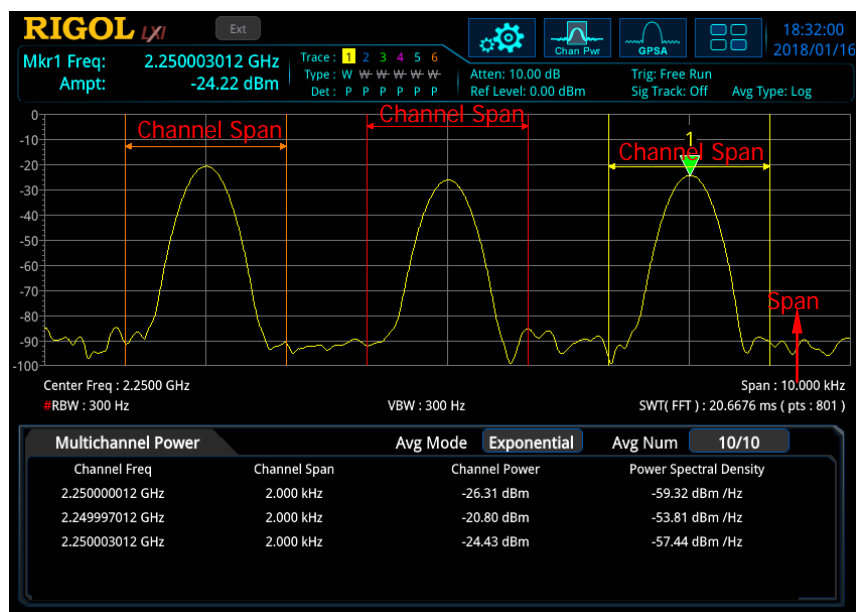 RIGOL LXI Ext
Chan Pwr
GPSA
18:32:00
2018/01/16
Mkr1 Freq: 2.250003012 GHz
Ampt: -24.22 dBm
Trace: 1 2 3 4 5 6
Type: W W W W W W
Det: P P P P P P
Atten: 10.00 dB
Ref Level: 0.00 dBm
Trig: Free Run
Sig Track: Off Avg Type: Log
0
-10
-20
-30
-40
-50
-60
-70
-80
-90
-100
Channel Span
Channel Span
Channel Span
1
Span
Center Freq : 2.2500 GHz
Span : 10.000 kHz
#RBW : 300 Hz
VBW : 300 Hz
SWT( FFT ) : 20.6676 ms ( pts : 801 )
Multichannel Power
Avg Mode Exponential
Avg Num 10/10
Channel Freq Channel Span Channel Power Power Spectral Density
2.250000012 GHz 2.000 kHz -26.31 dBm -59.32 dBm /Hz
2.249997012 GHz 2.000 kHz -20.80 dBm -53.81 dBm /Hz
2.250003012 GHz 2.000 kHz -24.43 dBm -57.44 dBm /Hz